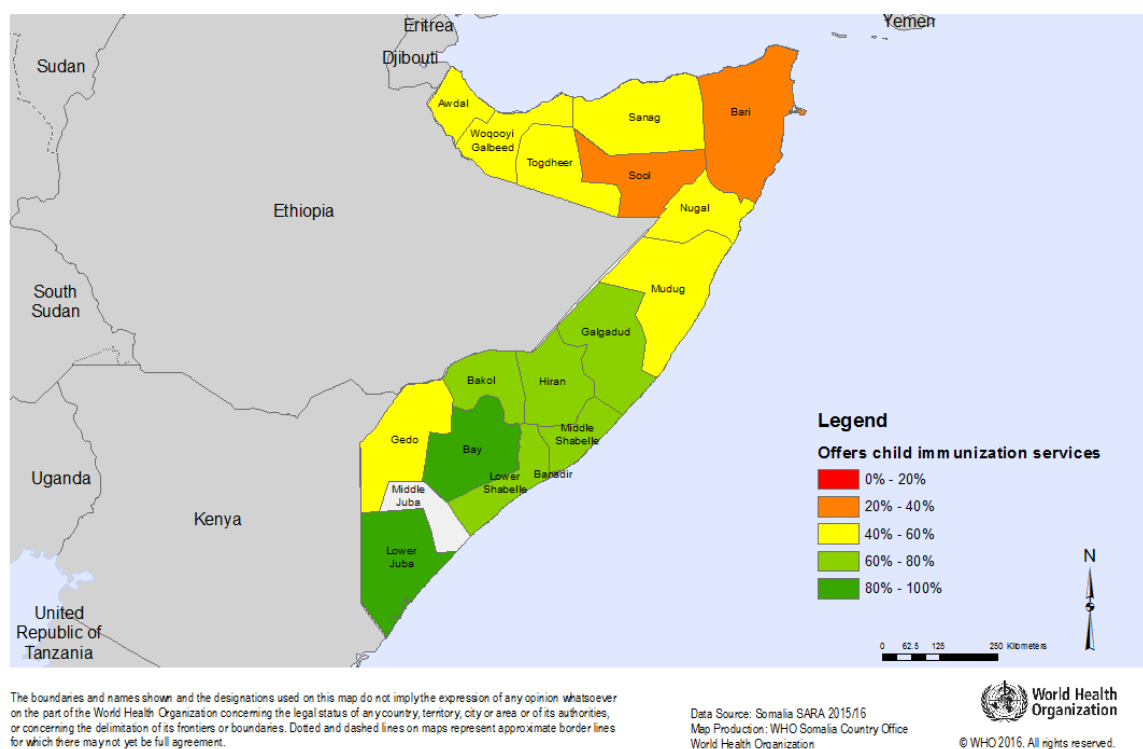 Eritrea
Yemen
Djibouti
Sudan
Awdal
Sanag
Bari
Woqooyi
Galbeed
Togdheer
Sool
Ethiopia
Nugal
South
Sudan
Mudug
Galgadud
Bakol
Hiran
Middle
Shabelle
Gedo
Bay
Uganda
Lower
Shabelle
Banadir
Middle
Juba
Kenya
Lower
Juba
United
Republic of
Tanzania
Legend
Offers child immunization services
0% - 20%
20% - 40%
40% - 60%
60% - 80%
80% - 100%
N
0 62.5 125 250 Kilometers
The boundaries and names shown and the designations used on this map do not imply the expression of any opinion whatsoever
on the part of the World Health Organization concerning the legal status of any country, territory, city or area or of its authorities,
or concerning the delimitation of its frontiers or boundaries. Dotted and dashed lines on maps represent approximate border lines
for which there may not yet be full agreement.
Data Source: Somalia SARA 2015/16
Map Production: WHO Somalia Country Office
World Health Organization
World Health
Organization
© WHO 2016. All rights reserved.